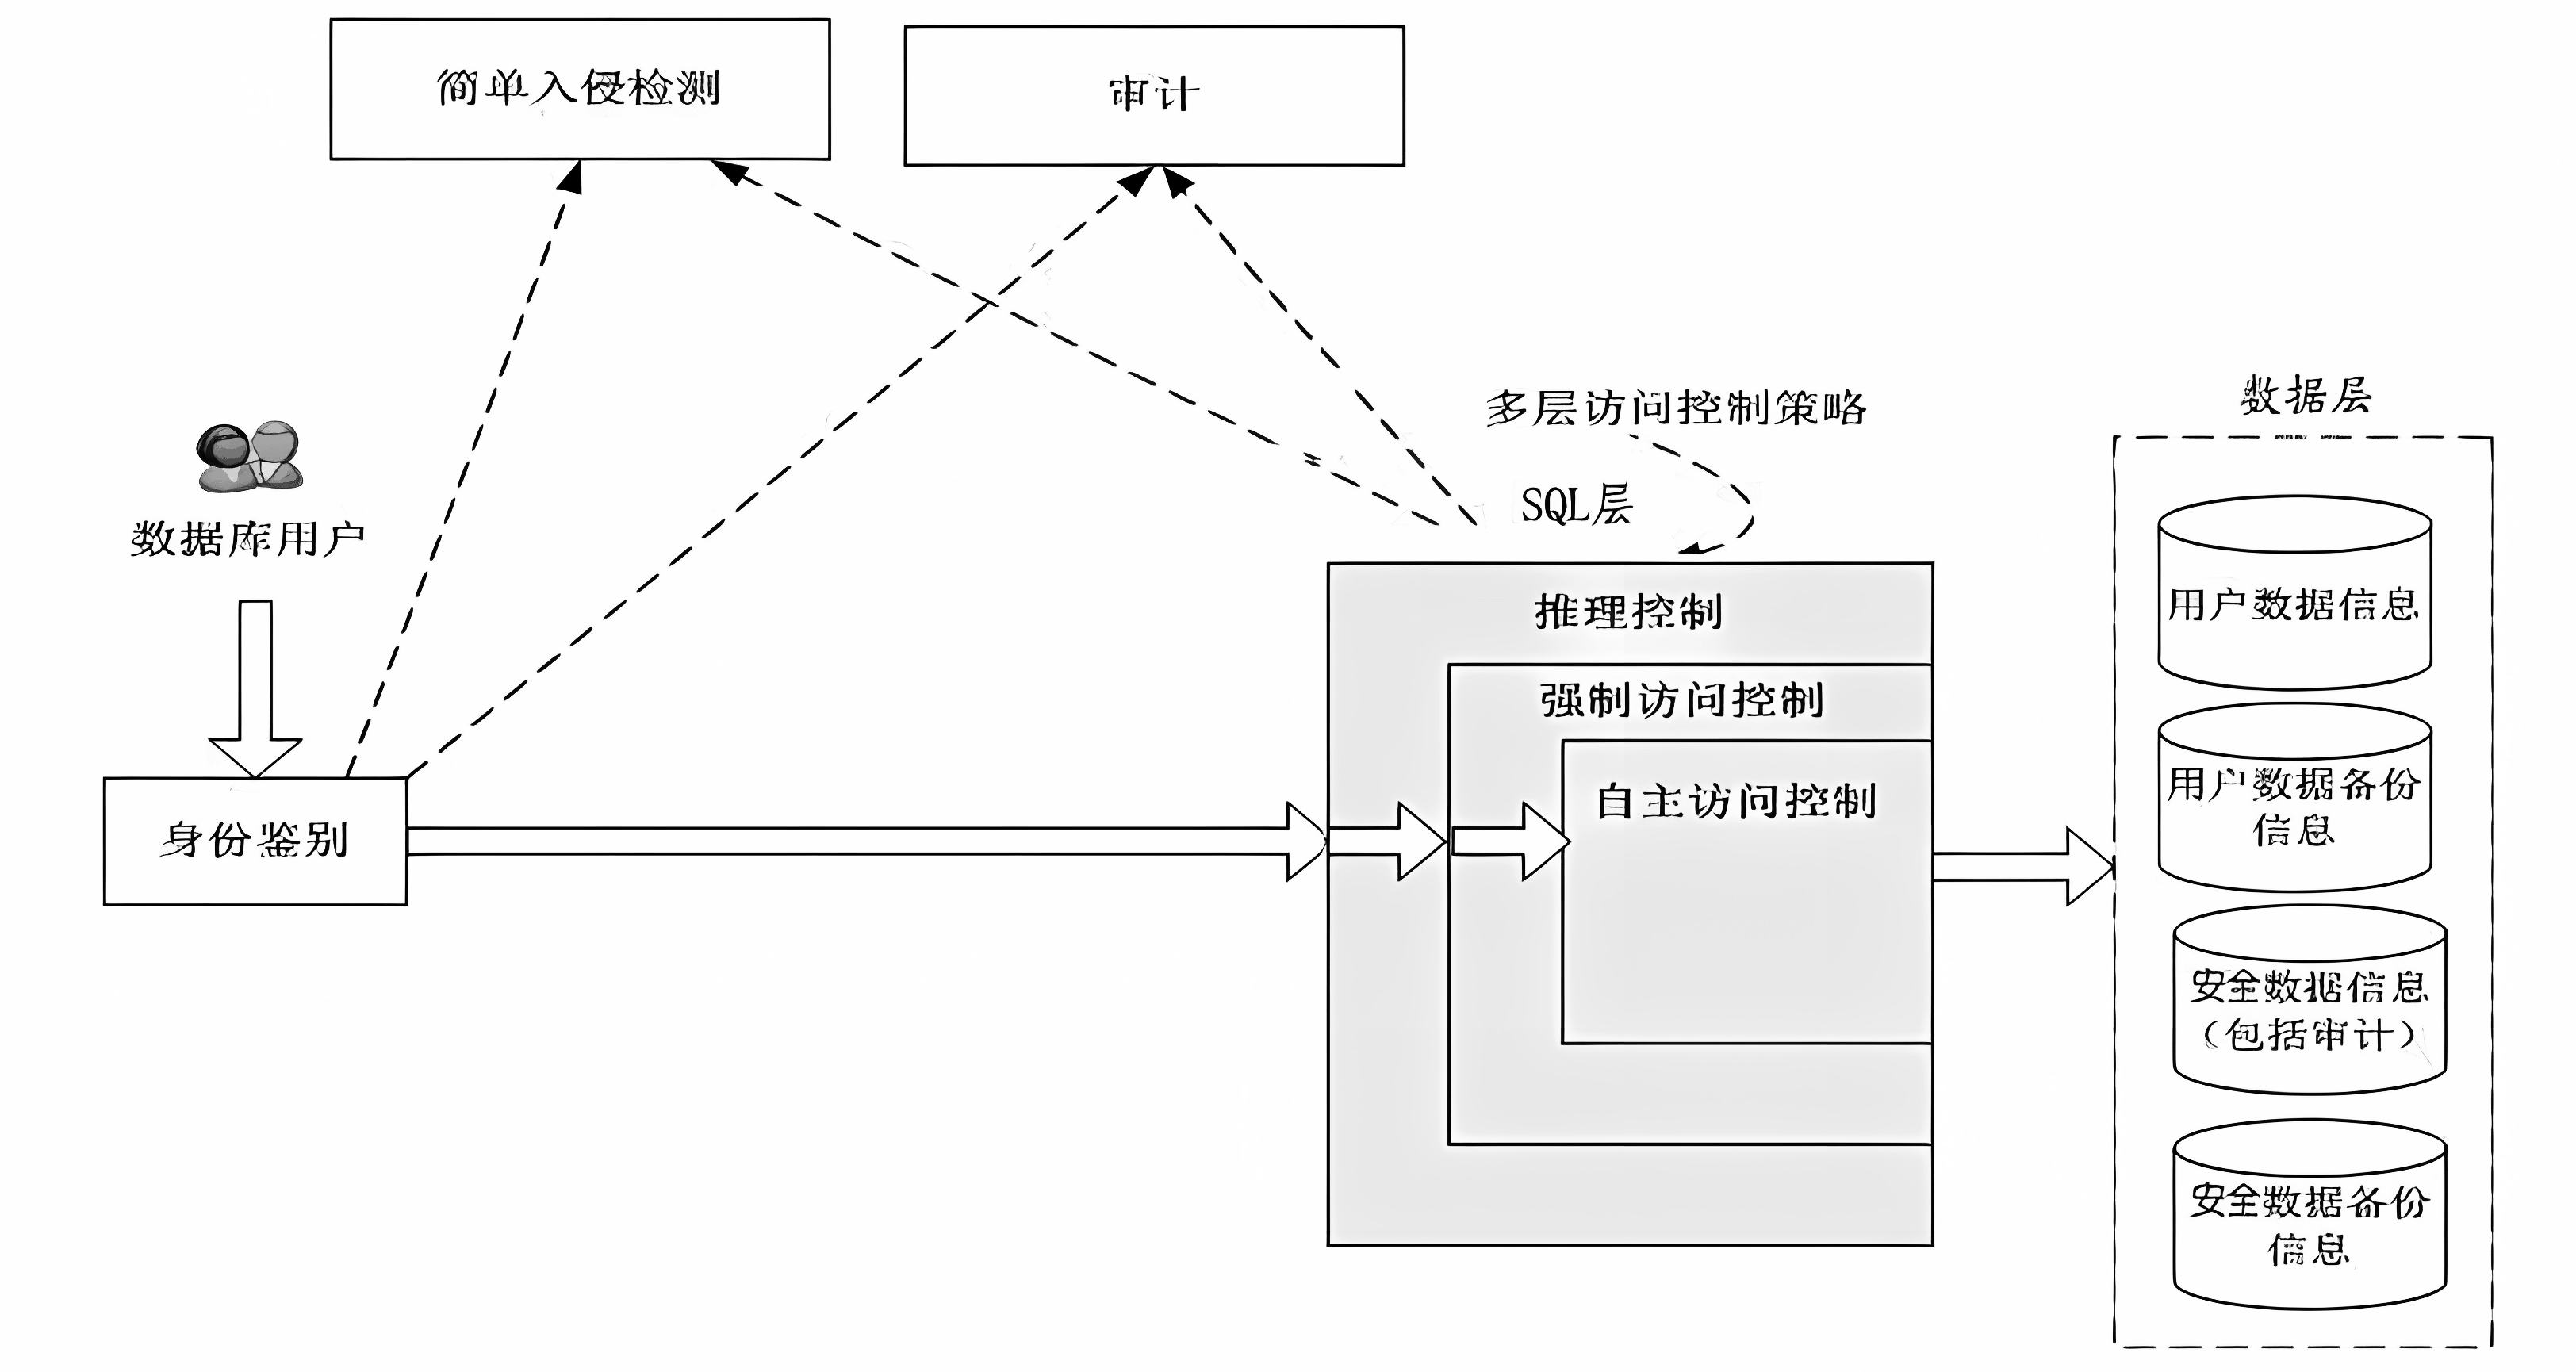 简单入侵检测
审计
多层访问控制策略
数据层
SQL层
数据库用户
推理控制
用户数据信息
强制访问控制
用户数据备份
信息
自主访问控制
身份鉴别
安全数据信息
（包括审计）
安全数据备份
信息